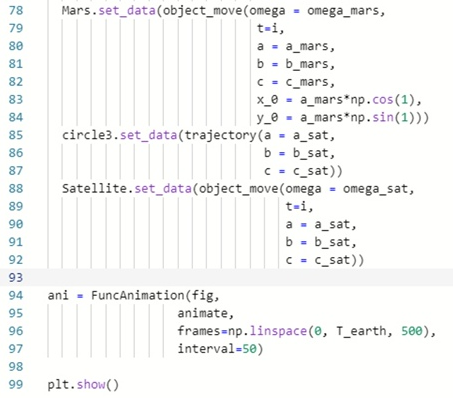 78 Mars.set_data(object_move(omega = omega_mars,
79 t=i,
80 a = a_mars,
81 b = b_mars,
82 c = c_mars,
83 x_0 = a_mars*np.cos(1),
84 y_0 = a_mars*np.sin(1)))
85 circle3.set_data(trajectory(a = a_sat,
86 b = b_sat,
87 c = c_sat))
88 Satellite.set_data(object_move(omega = omega_sat,
89 t=i,
90 a = a_sat,
91 b = b_sat,
92 c = c_sat))
93
94 ani = FuncAnimation(fig,
95 animate,
96 frames=np.linspace(0, T_earth, 500),
97 interval=50)
98
99 plt.show()